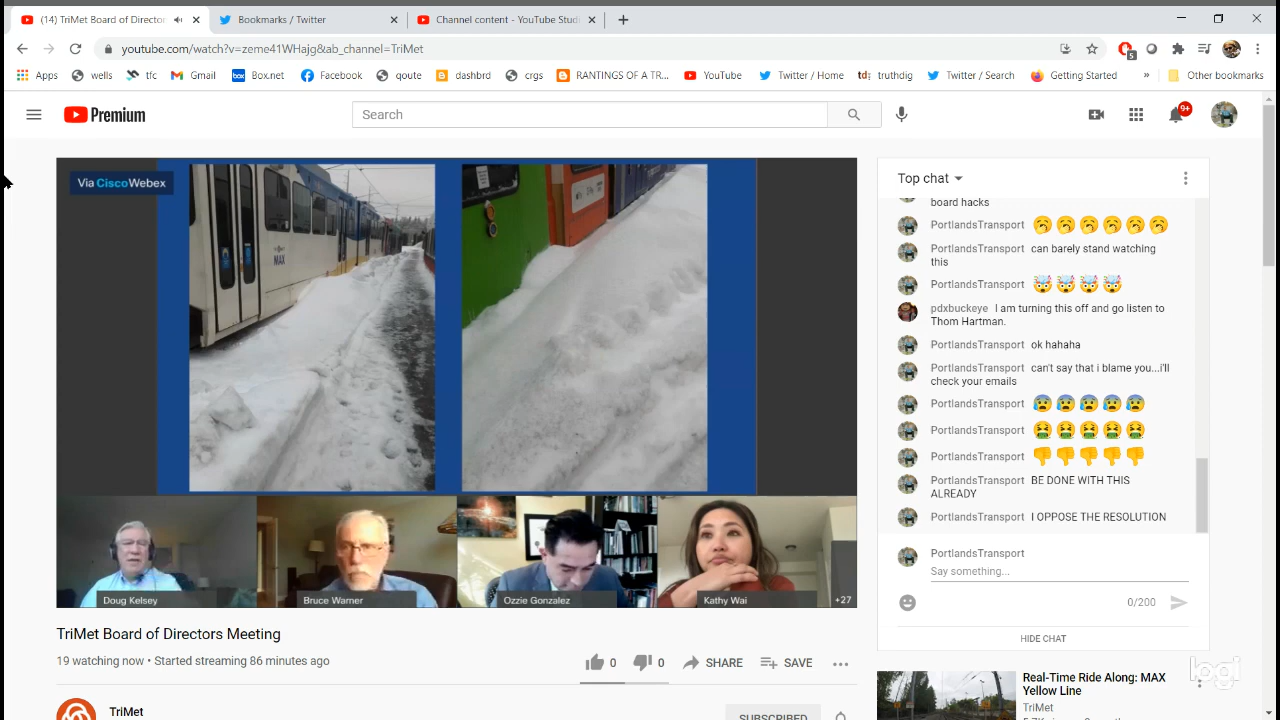 (14) TriMet Board of Director
Bookmarks / Twitter
Channel content - YouTube Studi
youtube.com/watch?v=zeme41WHajg&ab_channel=TriMet
5
Apps
wells
tfc
Gmail
box
Box.net
Facebook
qoute
dashbrd
crgs
RANTINGS OF A TR...
YouTube
Twitter / Home
td:
truthdig
Twitter / Search
Getting Started
»
Other bookmarks
Premium
Search
9+
Via CiscoWebex
MAX
Doug Kelsey
Bruce Warner
Ozzie Gonzalez
Kathy Wai
+27
TriMet Board of Directors Meeting
19 watching now • Started streaming 86 minutes ago
0
0
SHARE
SAVE
TriMet
SUBSCRIBED
Top chat
board hacks
PortlandsTransport 🥱🥱🥱🥱🥱🥱
PortlandsTransport can barely stand watching
this
PortlandsTransport 🤯🤯🤯🤯
pdxbuckeye I am turning this off and go listen to
Thom Hartman.
PortlandsTransport ok hahaha
PortlandsTransport can't say that i blame you...i'll
check your emails
PortlandsTransport 😰😰😰😰😰
PortlandsTransport 🤮🤮🤮🤮🤮
PortlandsTransport 👎👎👎👎👎
PortlandsTransport BE DONE WITH THIS
ALREADY
PortlandsTransport I OPPOSE THE RESOLUTION
PortlandsTransport
Say something...
0/200
HIDE CHAT
logi
Real-Time Ride Along: MAX
Yellow Line
TriMet